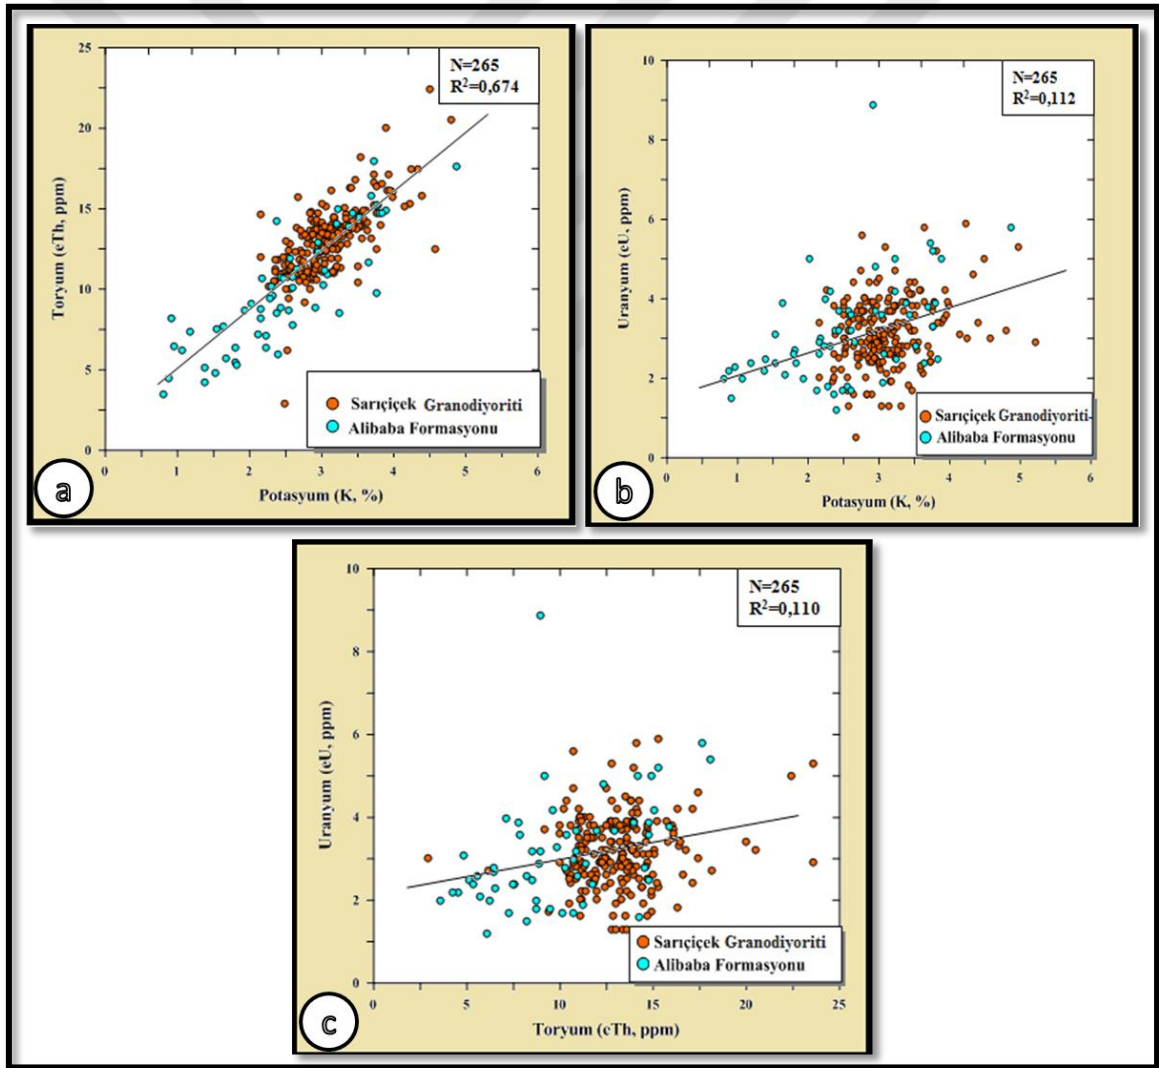 25
20
15
10
5
0
Toryum (eTh, ppm)
N=265
R²=0,674
Sarıçiçek Granodiyoriti
Alibaba Formasyonu
0 1 2 3 4 5 6
Potasyum (K, %)
a
10
8
6
4
2
0
Uranyum (eU, ppm)
N=265
R²=0,112
Sarıçiçek Granodiyoriti
Alibaba Formasyonu
0 1 2 3 4 5 6
Potasyum (K, %)
b
10
8
6
4
2
0
Uranyum (eU, ppm)
N=265
R²=0,110
Sarıçiçek Granodiyoriti
Alibaba Formasyonu
0 5 10 15 20 25
Toryum (eTh, ppm)
c